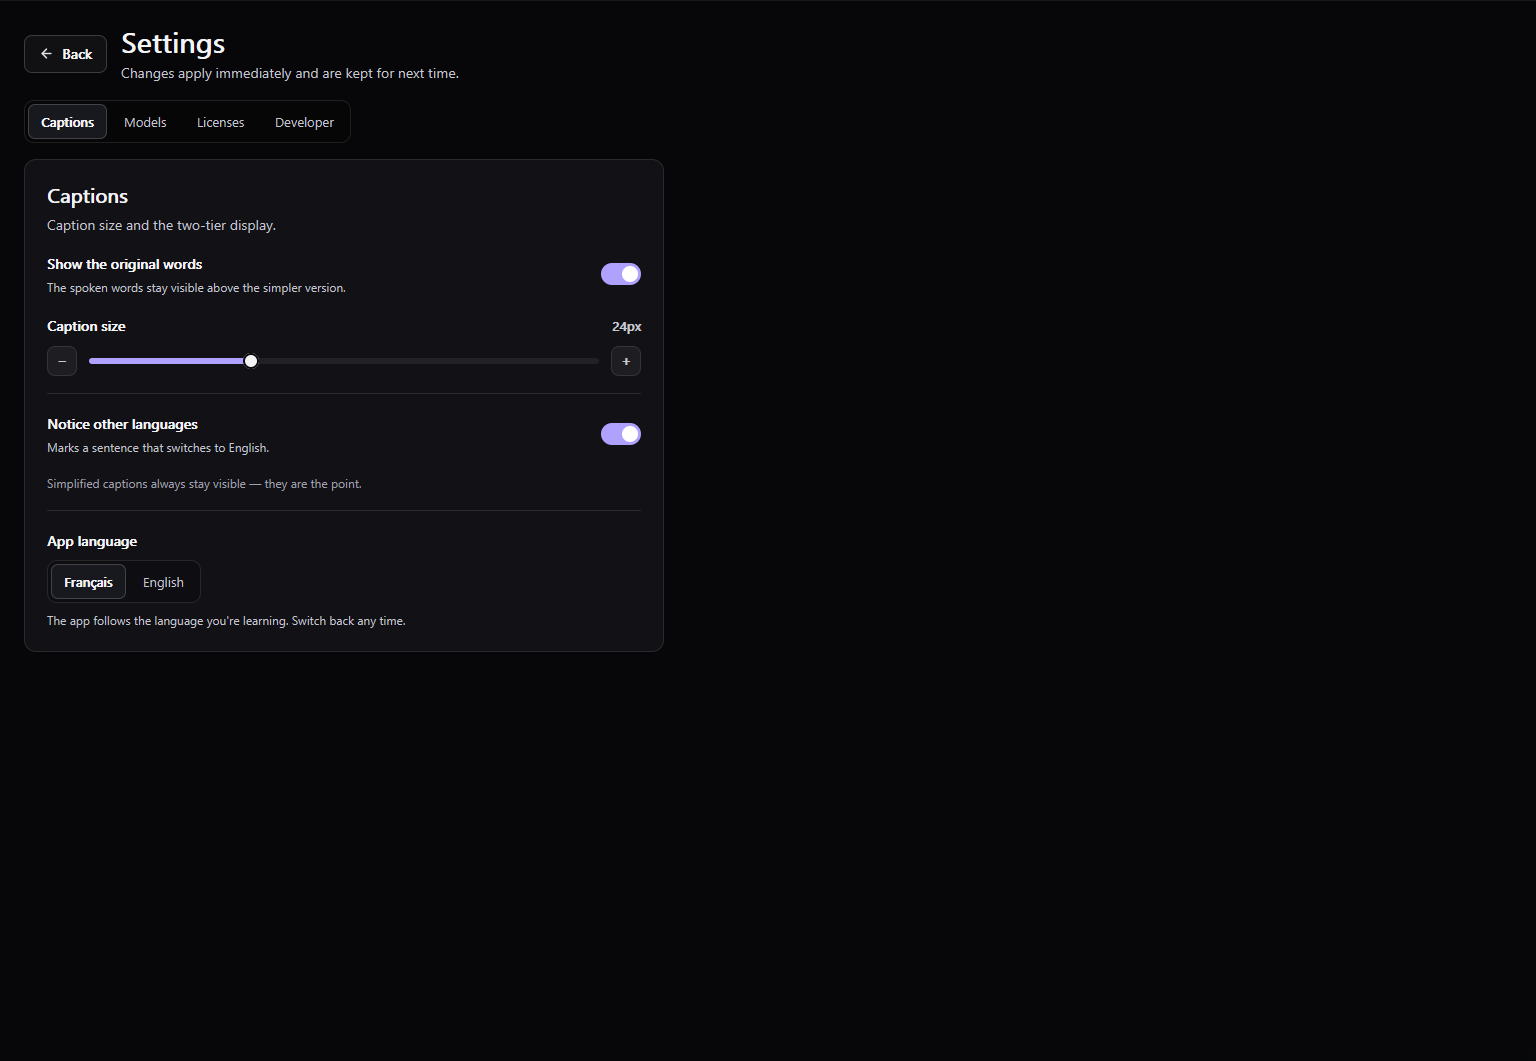 ← Back
Settings
Changes apply immediately and are kept for next time.
Captions Models Licenses Developer
Captions
Caption size and the two-tier display.
Show the original words
The spoken words stay visible above the simpler version.
Caption size 24px
− +
Notice other languages
Marks a sentence that switches to English.
Simplified captions always stay visible — they are the point.
App language
Français English
The app follows the language you're learning. Switch back any time.